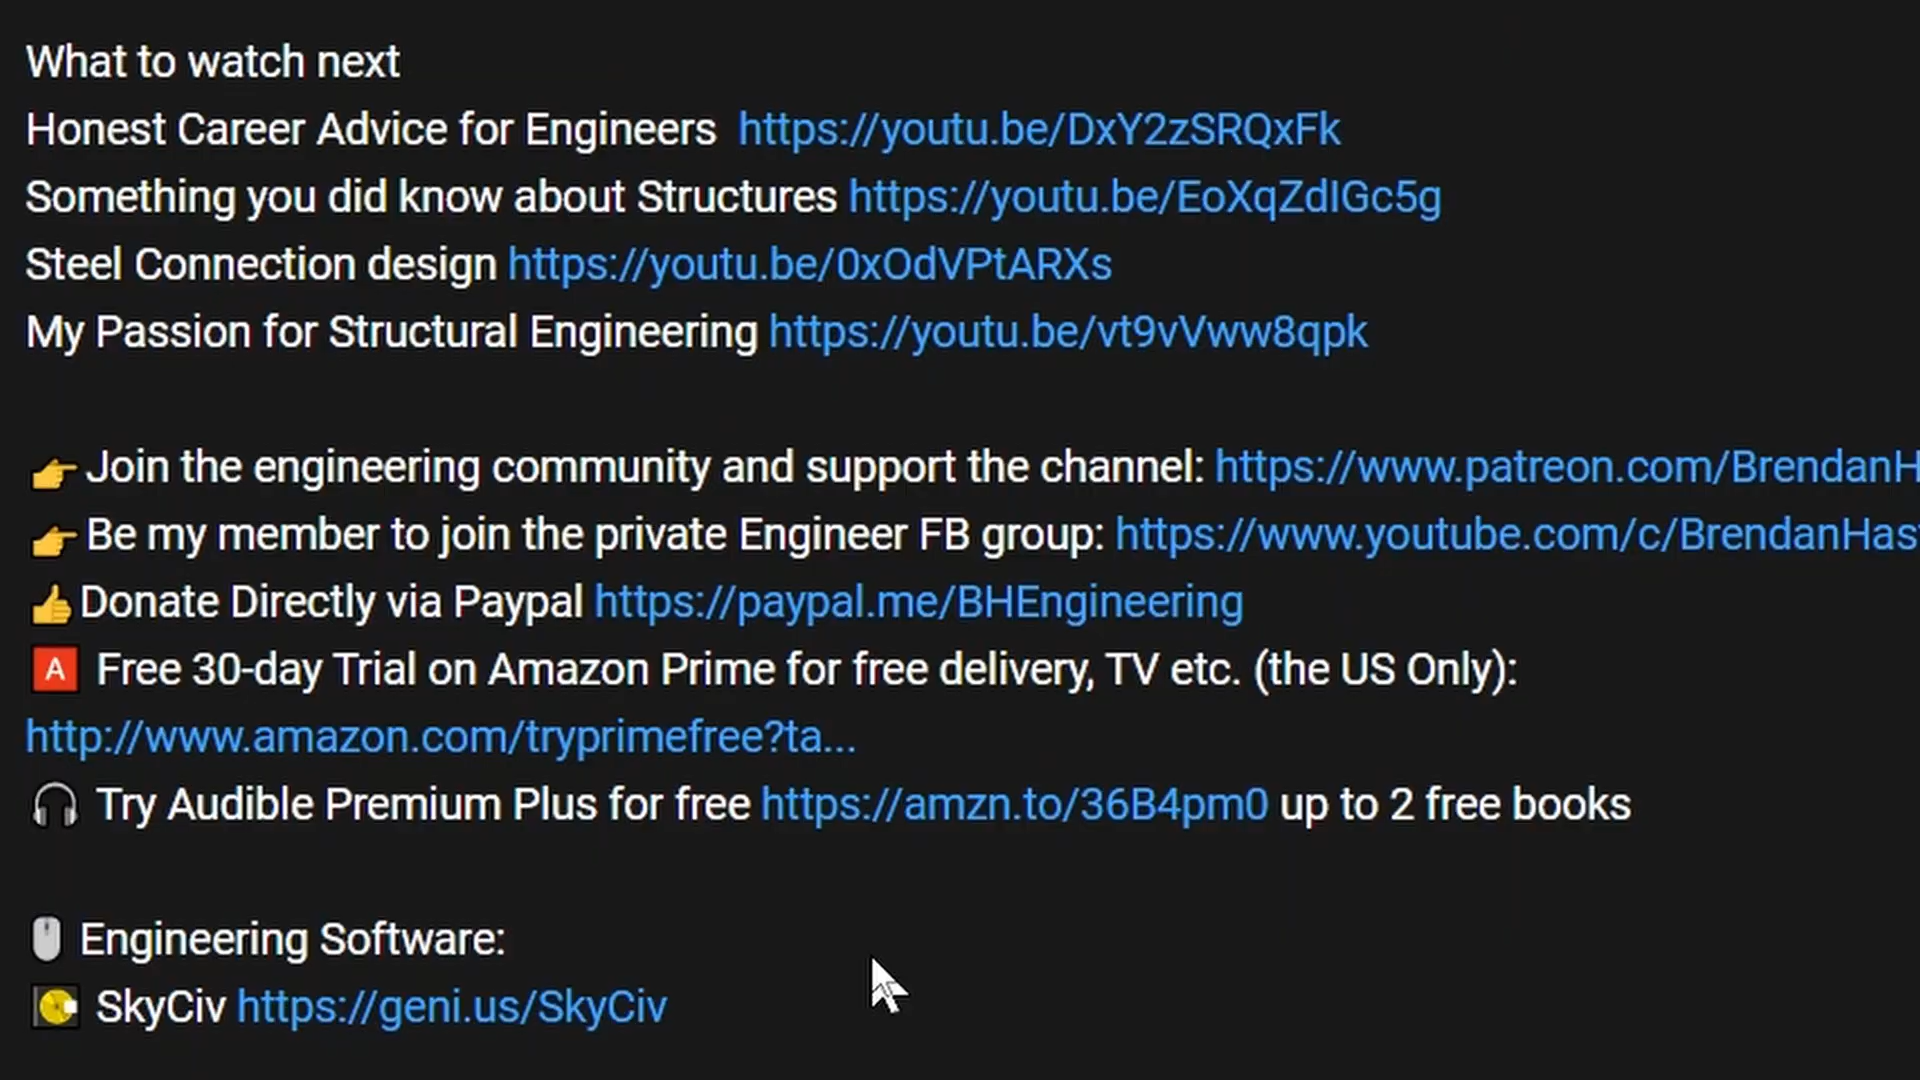 What to watch next
Honest Career Advice for Engineers https://youtu.be/DxY2zSRQxFk
Something you did know about Structures https://youtu.be/EoXqZdIGc5g
Steel Connection design https://youtu.be/0xOdVPtARXs
My Passion for Structural Engineering https://youtu.be/vt9vVww8qpk
👉Join the engineering community and support the channel: https://www.patreon.com/BrendanH
👉Be my member to join the private Engineer FB group: https://www.youtube.com/c/BrendanHas
👍Donate Directly via Paypal https://paypal.me/BHEngineering
🅰 Free 30-day Trial on Amazon Prime for free delivery, TV etc. (the US Only):
http://www.amazon.com/tryprimefree?ta...
🎧 Try Audible Premium Plus for free https://amzn.to/36B4pm0 up to 2 free books
🖱 Engineering Software:
💽 SkyCiv https://geni.us/SkyCiv